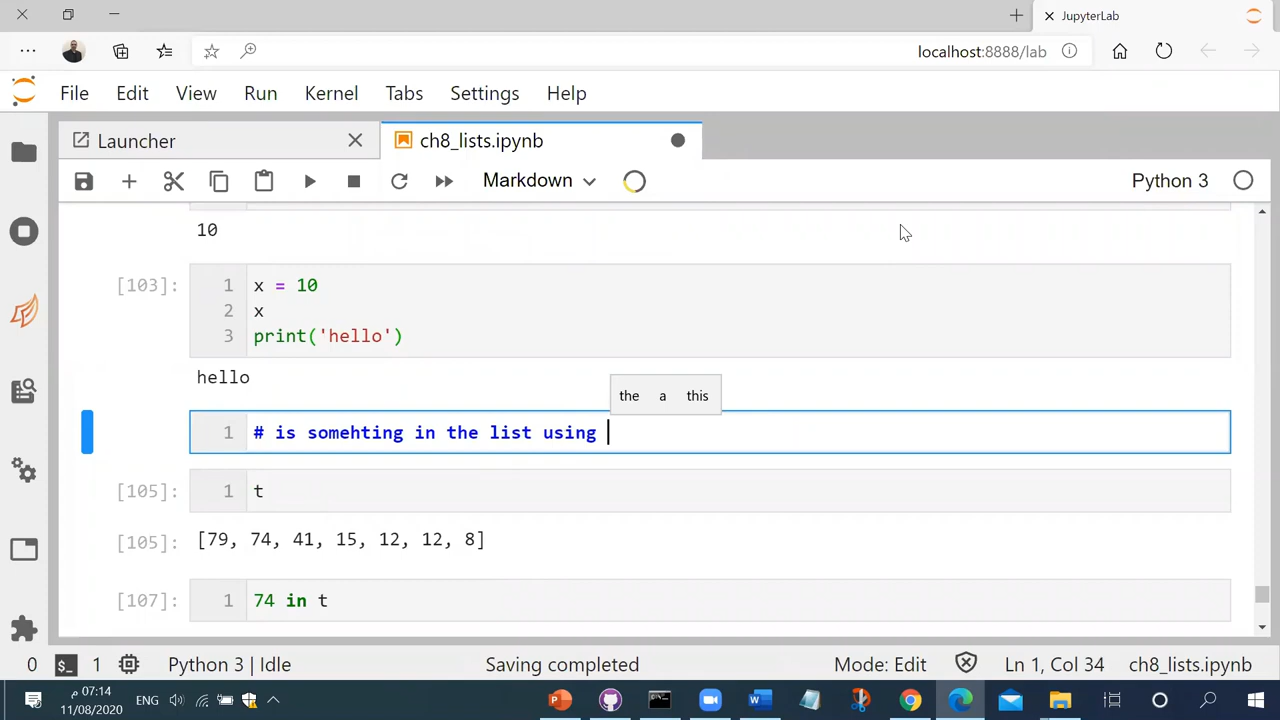 JupyterLab
localhost:8888/lab
File Edit View Run Kernel Tabs Settings Help
Launcher ch8_lists.ipynb
Markdown Python 3
10
[103]: 1 x = 10
2 x
3 print('hello')
hello
the a this
1 # is somehting in the list using
[105]: 1 t
[105]: [79, 74, 41, 15, 12, 12, 8]
[107]: 1 74 in t
0 1 Python 3 | Idle Saving completed Mode: Edit Ln 1, Col 34 ch8_lists.ipynb
07:14 م ENG
11/08/2020